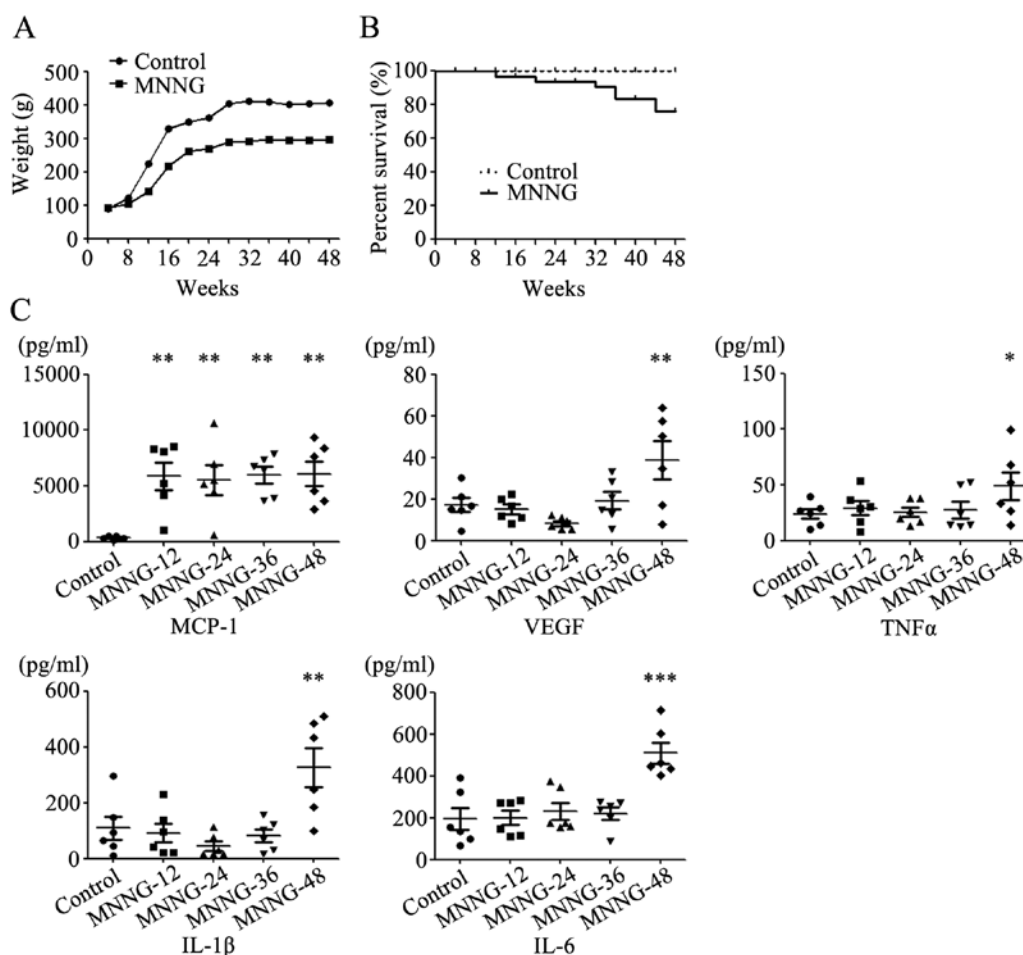 A
Control
MNNG
500
400
300
200
100
0
Weight (g)
0 8 16 24 32 40 48
Weeks
B
100
80
60
40
20
0
Percent survival (%)
Control
MNNG
0 8 16 24 32 40 48
Weeks
C
(pg/ml)
** ** ** **
15000
10000
5000
0
Control MNNG-12 MNNG-24 MNNG-36 MNNG-48
MCP-1
(pg/ml)
**
80
60
40
20
0
Control MNNG-12 MNNG-24 MNNG-36 MNNG-48
VEGF
(pg/ml)
*
150
100
50
0
Control MNNG-12 MNNG-24 MNNG-36 MNNG-48
TNFα
(pg/ml)
**
600
400
200
0
Control MNNG-12 MNNG-24 MNNG-36 MNNG-48
IL-1β
(pg/ml)
***
800
600
400
200
0
Control MNNG-12 MNNG-24 MNNG-36 MNNG-48
IL-6